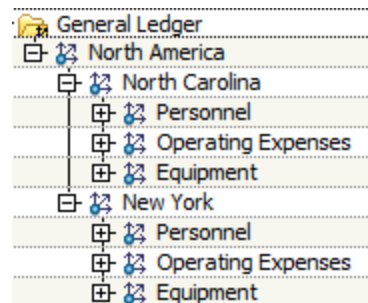 General Ledger
North America
North Carolina
Personnel
Operating Expenses
Equipment
New York
Personnel
Operating Expenses
Equipment